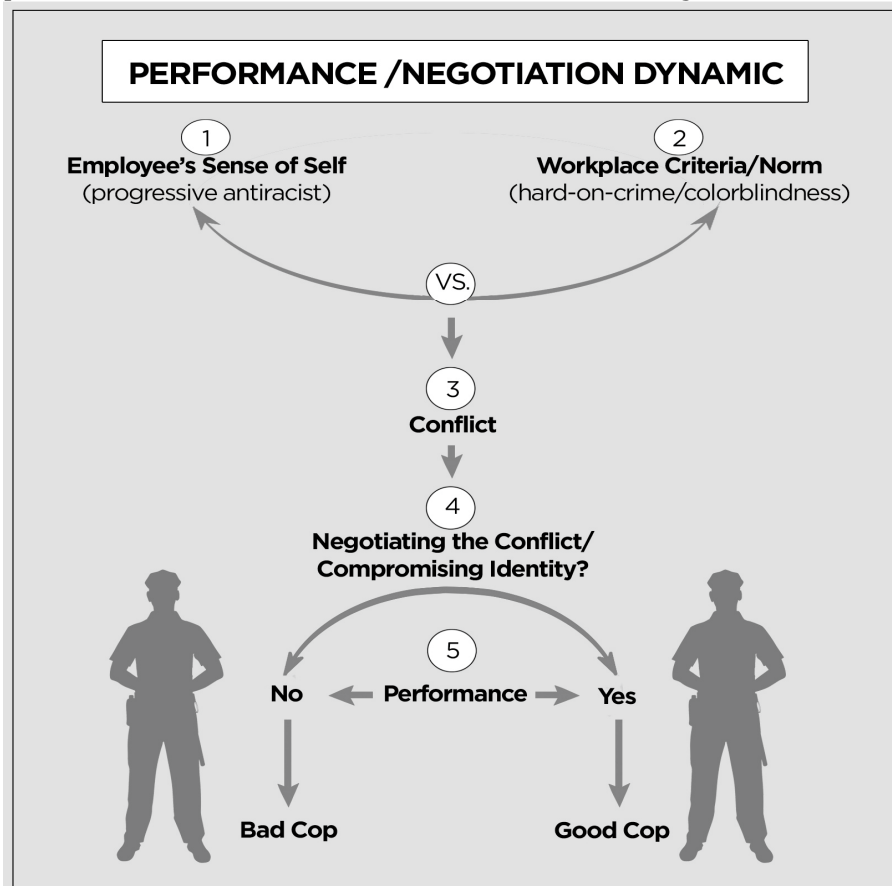 PERFORMANCE /NEGOTIATION DYNAMIC
1
Employee's Sense of Self
(progressive antiracist)
2
Workplace Criteria/Norm
(hard-on-crime/colorblindness)
VS.
3
Conflict
4
Negotiating the Conflict/
Compromising Identity?
5
No
Performance
Yes
Bad Cop
Good Cop